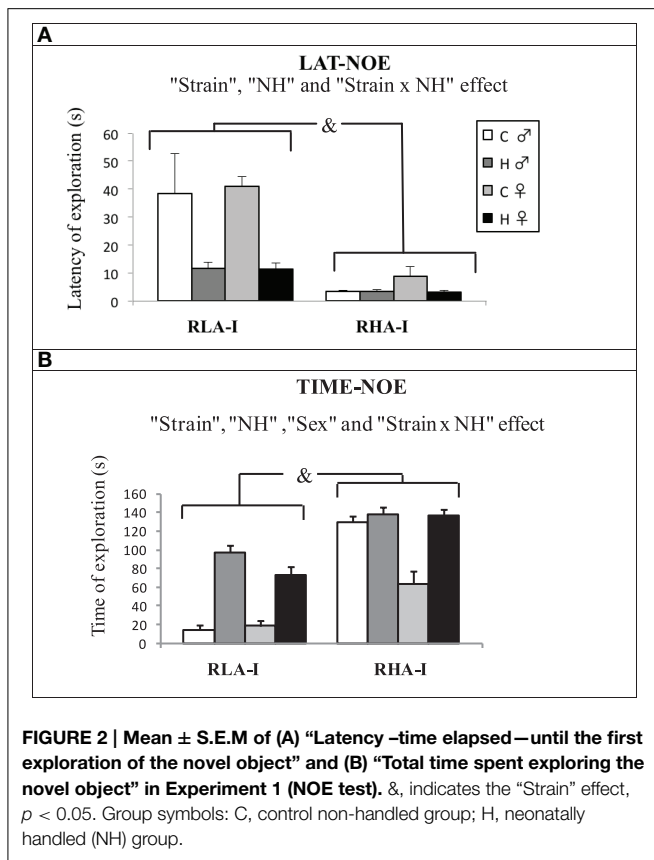 A
LAT-NOE
"Strain", "NH" and "Strain x NH" effect
Latency of exploration (s)
60
50
40
30
20
10
0
&
C ♂
H ♂
C ♀
H ♀
RLA-I
RHA-I
B
TIME-NOE
"Strain", "NH" ,"Sex" and "Strain x NH" effect
Time of exploration (s)
160
140
120
100
80
60
40
20
0
&
RLA-I
RHA-I
FIGURE 2 | Mean ± S.E.M of (A) “Latency –time elapsed—until the first
exploration of the novel object” and (B) “Total time spent exploring the
novel object” in Experiment 1 (NOE test). &, indicates the “Strain” effect,
p < 0.05. Group symbols: C, control non-handled group; H, neonatally
handled (NH) group.